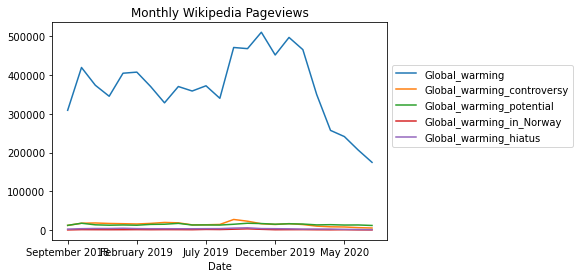 Monthly Wikipedia Pageviews
500000
400000
300000
200000
100000
0
Global_warming
Global_warming_controversy
Global_warming_potential
Global_warming_in_Norway
Global_warming_hiatus
February 2019
July 2019
December 2019
May 2020
Date